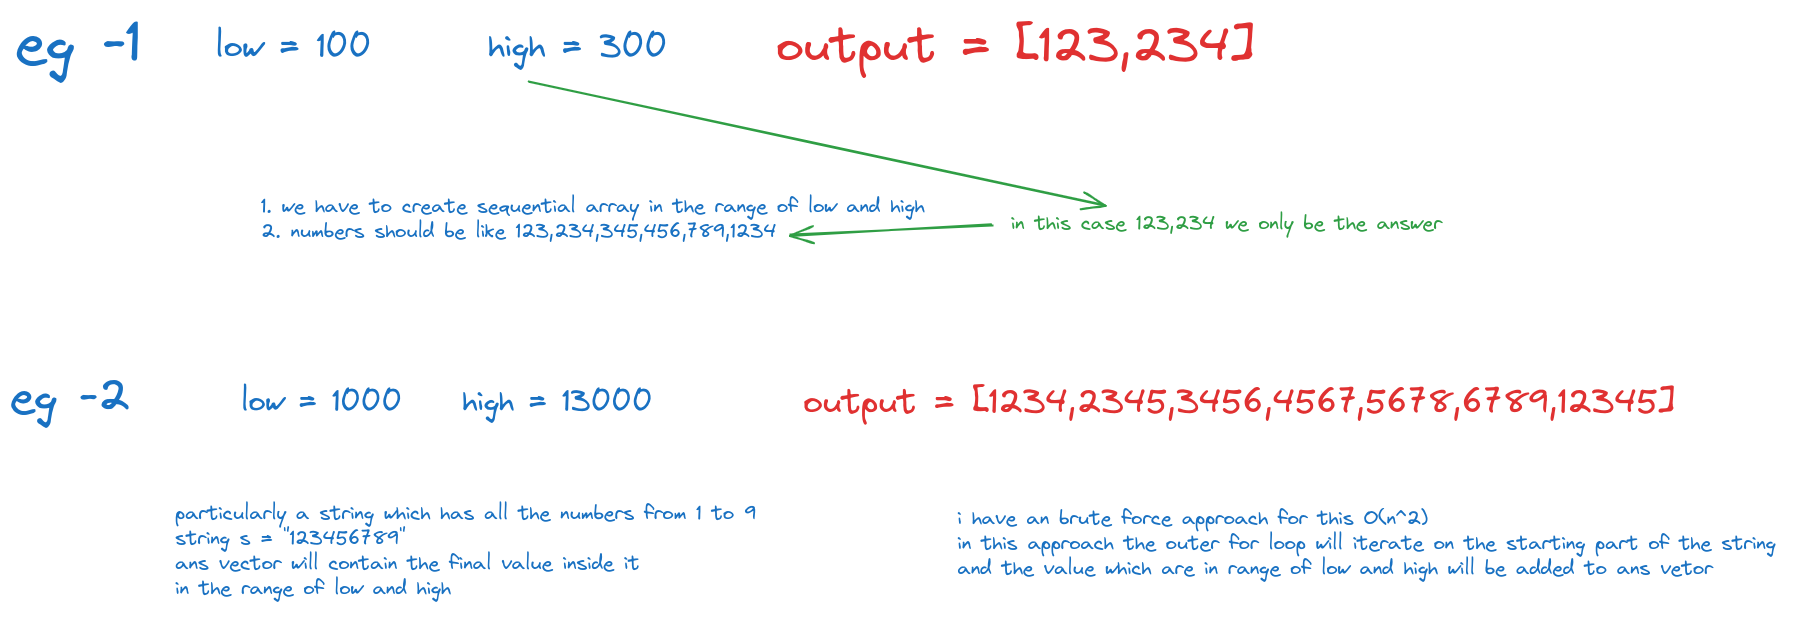 eg -1 low = 100 high = 300 output = [123,234]
1. we have to create sequential array in the range of low and high
2. numbers should be like 123,234,345,456,789,1234
in this case 123,234 we only be the answer
eg -2 low = 1000 high = 13000 output = [1234,2345,3456,4567,5678,6789,12345]
particularly a string which has all the numbers from 1 to 9
string s = "123456789"
ans vector will contain the final value inside it
in the range of low and high
i have an brute force approach for this O(n^2)
in this approach the outer for loop will iterate on the starting part of the string
and the value which are in range of low and high will be added to ans vetor